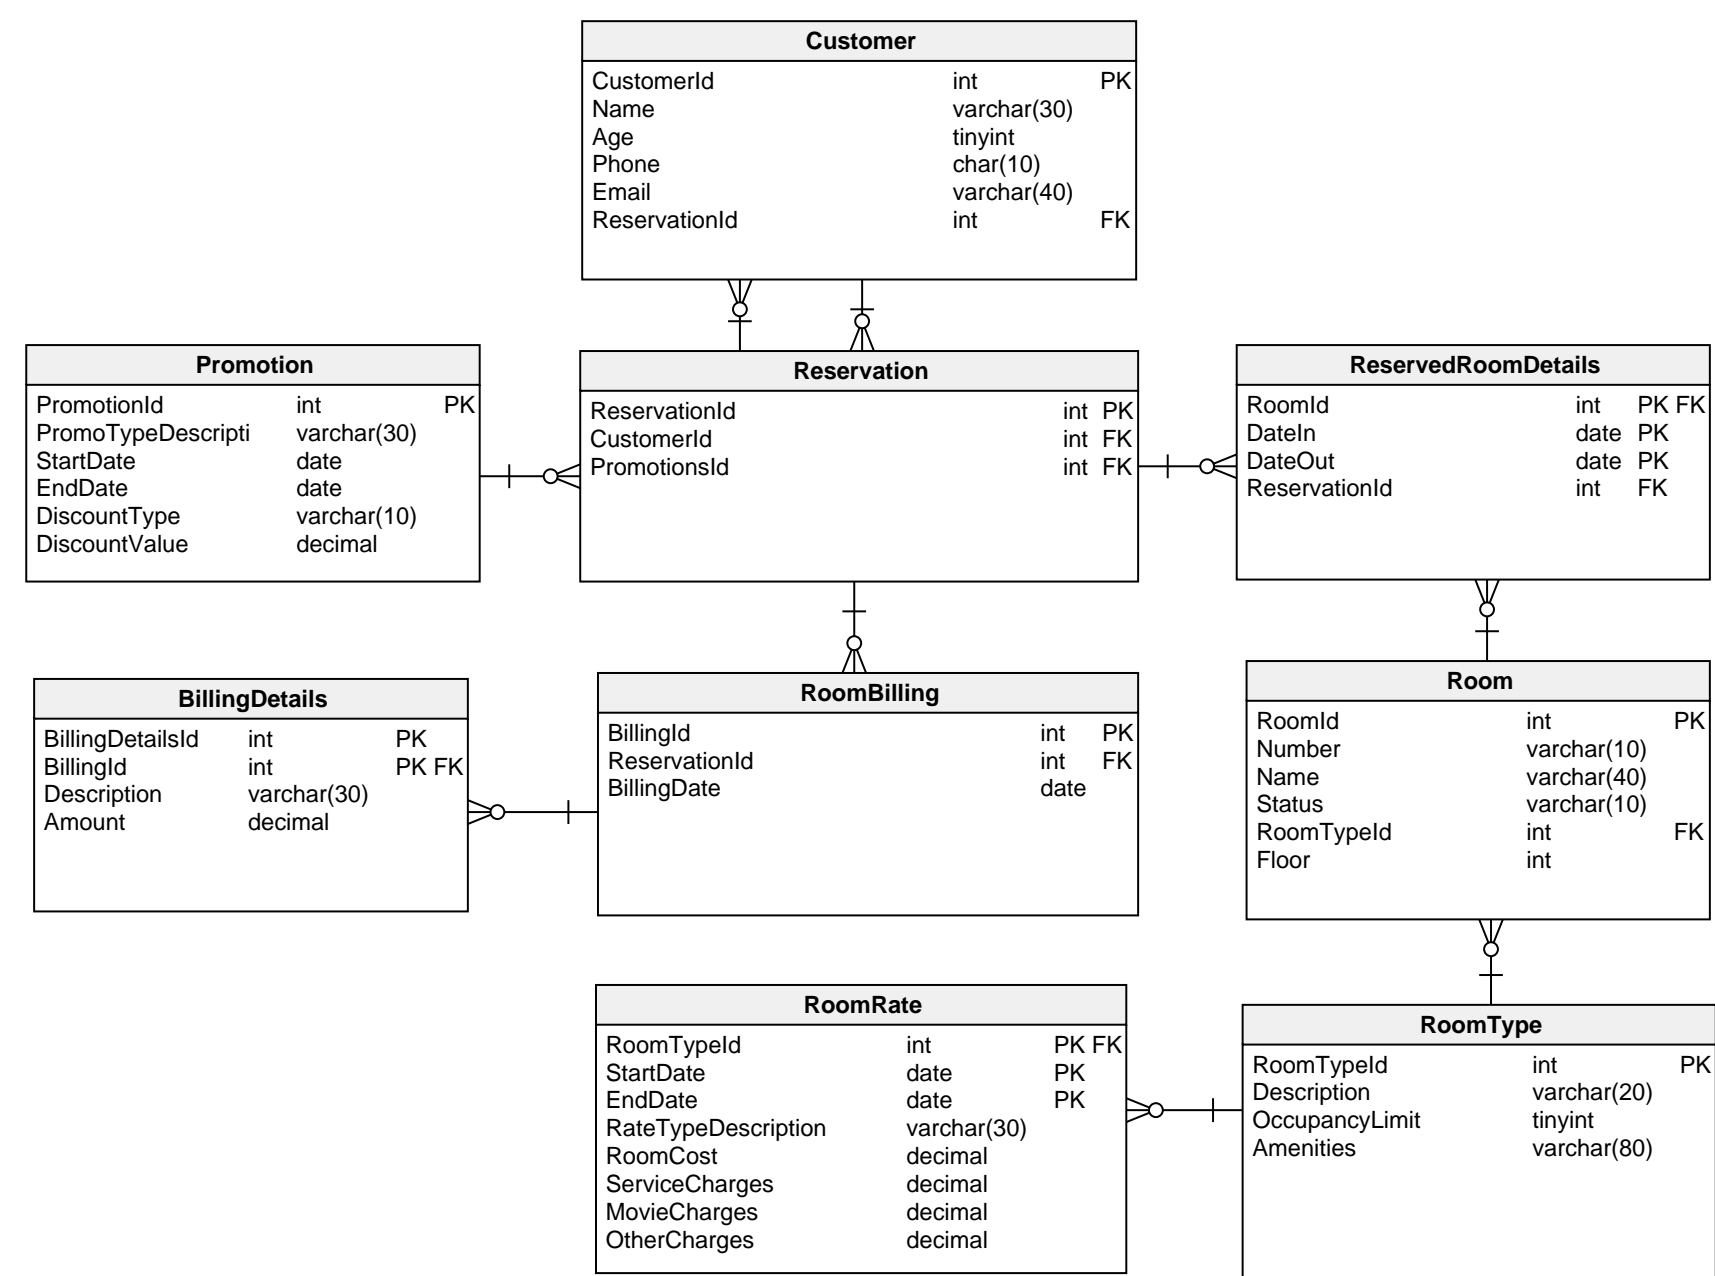 Customer
CustomerId int PK
Name varchar(30)
Age tinyint
Phone char(10)
Email varchar(40)
ReservationId int FK
Promotion
PromotionId int PK
PromoTypeDescripti varchar(30)
StartDate date
EndDate date
DiscountType varchar(10)
DiscountValue decimal
Reservation
ReservationId int PK
CustomerId int FK
PromotionsId int FK
ReservedRoomDetails
RoomId int PK FK
DateIn date PK
DateOut date PK
ReservationId int FK
BillingDetails
BillingDetailsId int PK
BillingId int PK FK
Description varchar(30)
Amount decimal
RoomBilling
BillingId int PK
ReservationId int FK
BillingDate date
Room
RoomId int PK
Number varchar(10)
Name varchar(40)
Status varchar(10)
RoomTypeId int FK
Floor int
RoomRate
RoomTypeId int PK FK
StartDate date PK
EndDate date PK
RateTypeDescription varchar(30)
RoomCost decimal
ServiceCharges decimal
MovieCharges decimal
OtherCharges decimal
RoomType
RoomTypeId int PK
Description varchar(20)
OccupancyLimit tinyint
Amenities varchar(80)